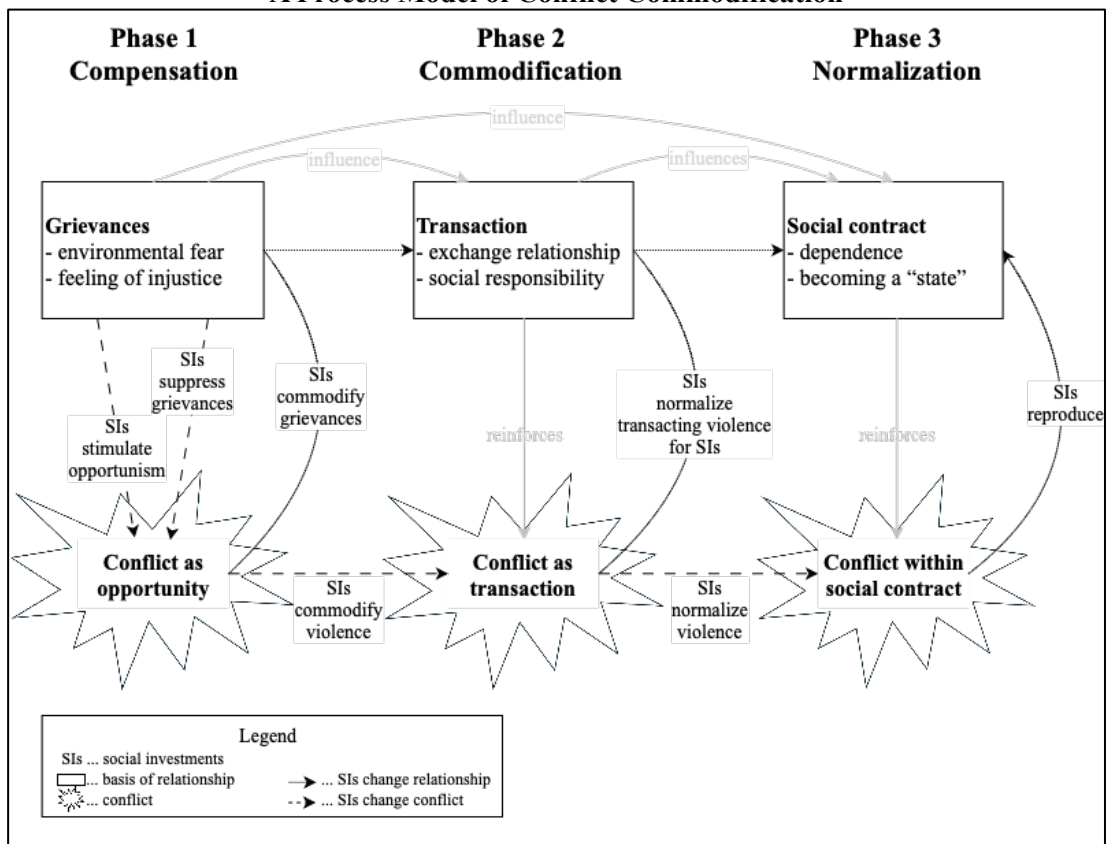 A Process Model of Conflict Commodification
Phase 1
Compensation
Phase 2
Commodification
Phase 3
Normalization
influence
influence
influences
Grievances
- environmental fear
- feeling of injustice
Transaction
- exchange relationship
- social responsibility
Social contract
- dependence
- becoming a “state”
SIs
suppress
grievances
SIs
stimulate
opportunism
SIs
commodify
grievances
reinforces
SIs
normalize
transacting violence
for SIs
reinforces
SIs
reproduce
Conflict as
opportunity
SIs
commodify
violence
Conflict as
transaction
SIs
normalize
violence
Conflict within
social contract
Legend
SIs ... social investments
... basis of relationship
... SIs change relationship
... conflict
... SIs change conflict